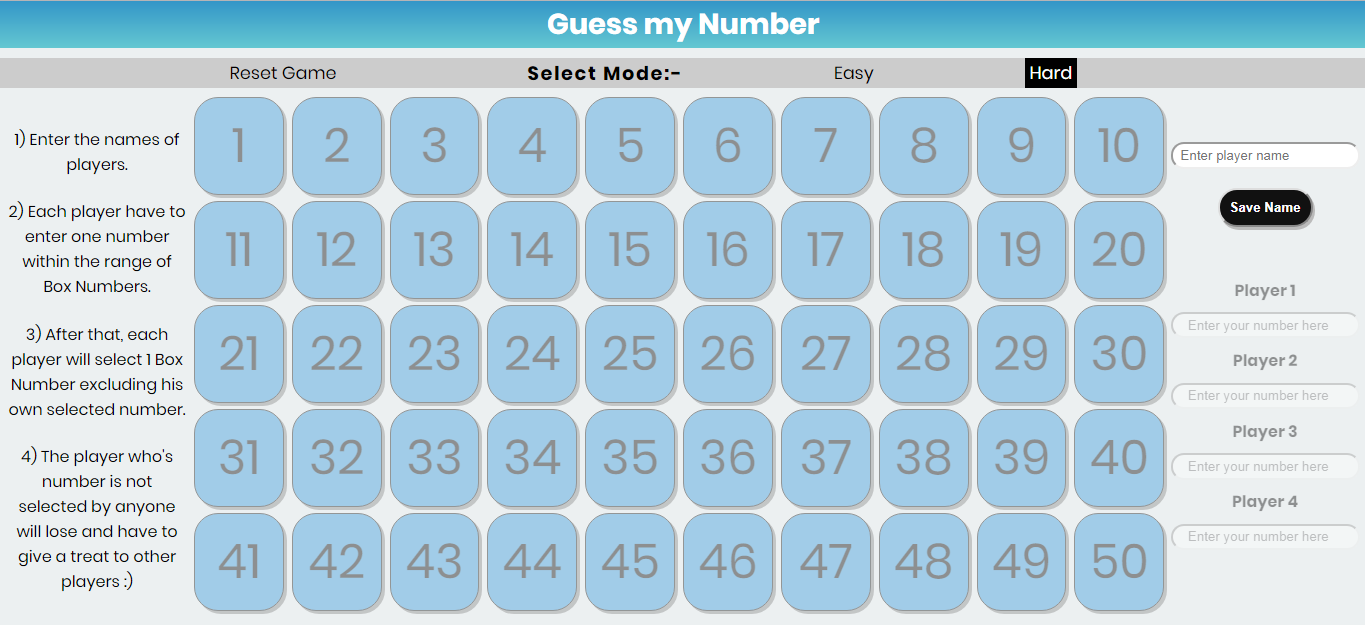 Guess my Number
Reset Game Select Mode:- Easy Hard
1) Enter the names of
players.
2) Each player have to
enter one number
within the range of
Box Numbers.
3) After that, each
player will select 1 Box
Number excluding his
own selected number.
4) The player who's
number is not
selected by anyone
will lose and have to
give a treat to other
players :)
1 2 3 4 5 6 7 8 9 10
11 12 13 14 15 16 17 18 19 20
21 22 23 24 25 26 27 28 29 30
31 32 33 34 35 36 37 38 39 40
41 42 43 44 45 46 47 48 49 50
Enter player name
Save Name
Player 1
Enter your number here
Player 2
Enter your number here
Player 3
Enter your number here
Player 4
Enter your number here